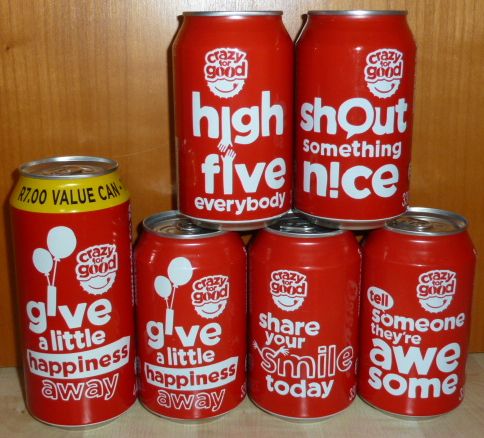 crazy
for
good
high
five
everybody
crazy
for
good
shout
something
n!ce
R7.00 VALUE CAN
crazy
for
good
give
a little
happiness
away
crazy
for
good
give
a little
happiness
away
crazy
for
good
share
your
smile
today
crazy
for
good
tell
someone
they're
awe
some